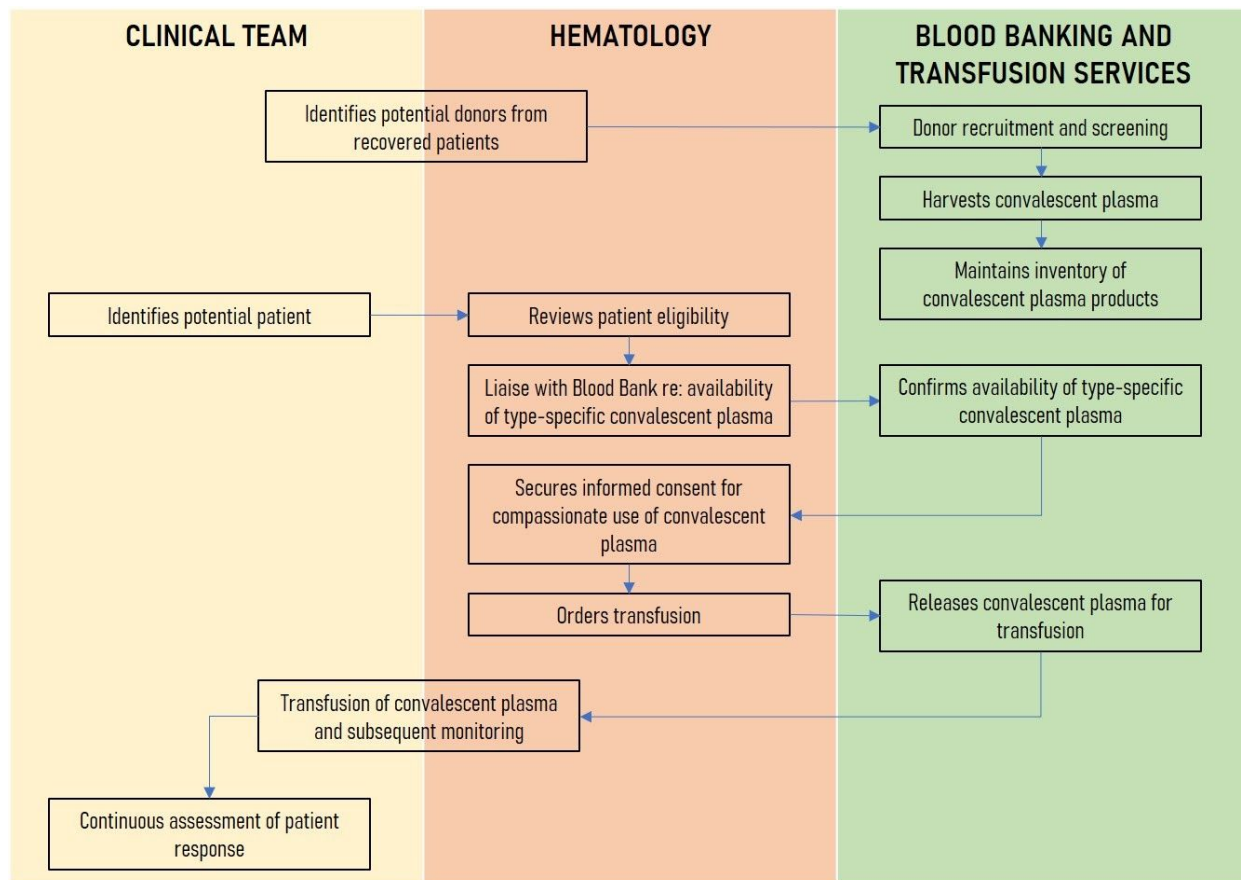 CLINICAL TEAM
HEMATOLOGY
BLOOD BANKING AND
TRANSFUSION SERVICES
Identifies potential donors from
recovered patients
Donor recruitment and screening
Harvests convalescent plasma
Maintains inventory of
convalescent plasma products
Identifies potential patient
Reviews patient eligibility
Liaise with Blood Bank re: availability
of type-specific convalescent plasma
Confirms availability of type-specific
convalescent plasma
Secures informed consent for
compassionate use of convalescent
plasma
Orders transfusion
Releases convalescent plasma for
transfusion
Transfusion of convalescent plasma
and subsequent monitoring
Continuous assessment of patient
response